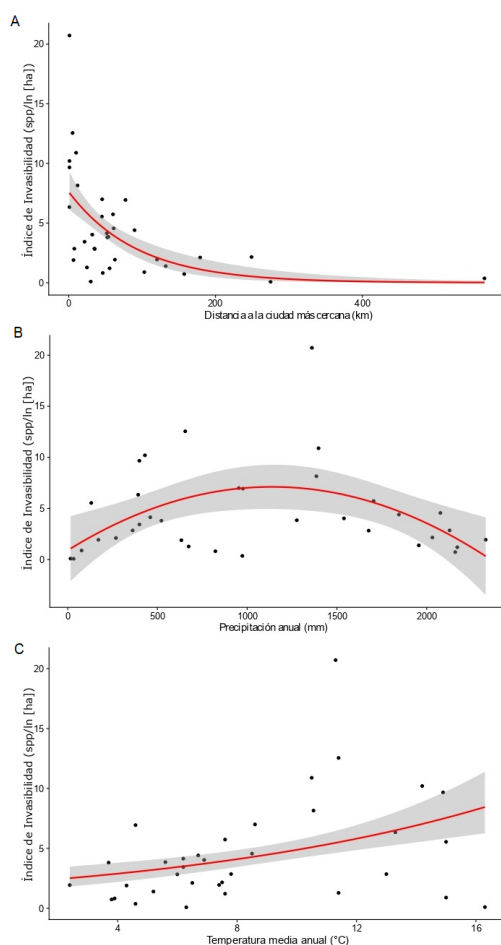 A
Índice de Invasibilidad (spp/ln [ha])
20
15
10
5
0
0 200 400
Distancia a la ciudad más cercana (km)
B
Índice de Invasibilidad (spp/ln [ha])
20
15
10
5
0
0 500 1000 1500 2000
Precipitación anual (mm)
C
Índice de Invasibilidad (spp/ln [ha])
20
15
10
5
0
4 8 12 16
Temperatura media anual (°C)